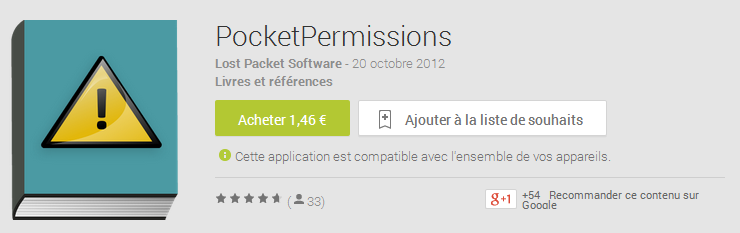 PocketPermissions
Lost Packet Software - 20 octobre 2012
Livres et références
Acheter 1,46 €
Ajouter à la liste de souhaits
Cette application est compatible avec l'ensemble de vos appareils.
(33)
g+1
+54 Recommander ce contenu sur
Google